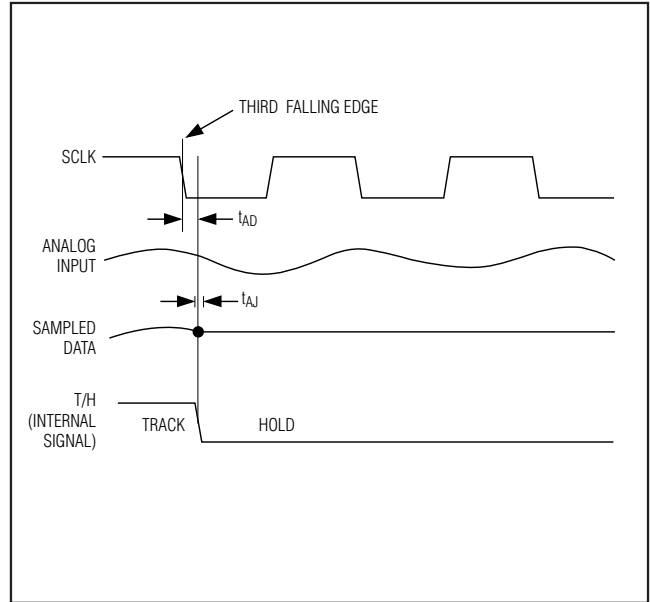 THIRD FALLING EDGE
SCLK
tAD
ANALOG
INPUT
tAJ
SAMPLED
DATA
T/H
(INTERNAL
SIGNAL)
TRACK
HOLD